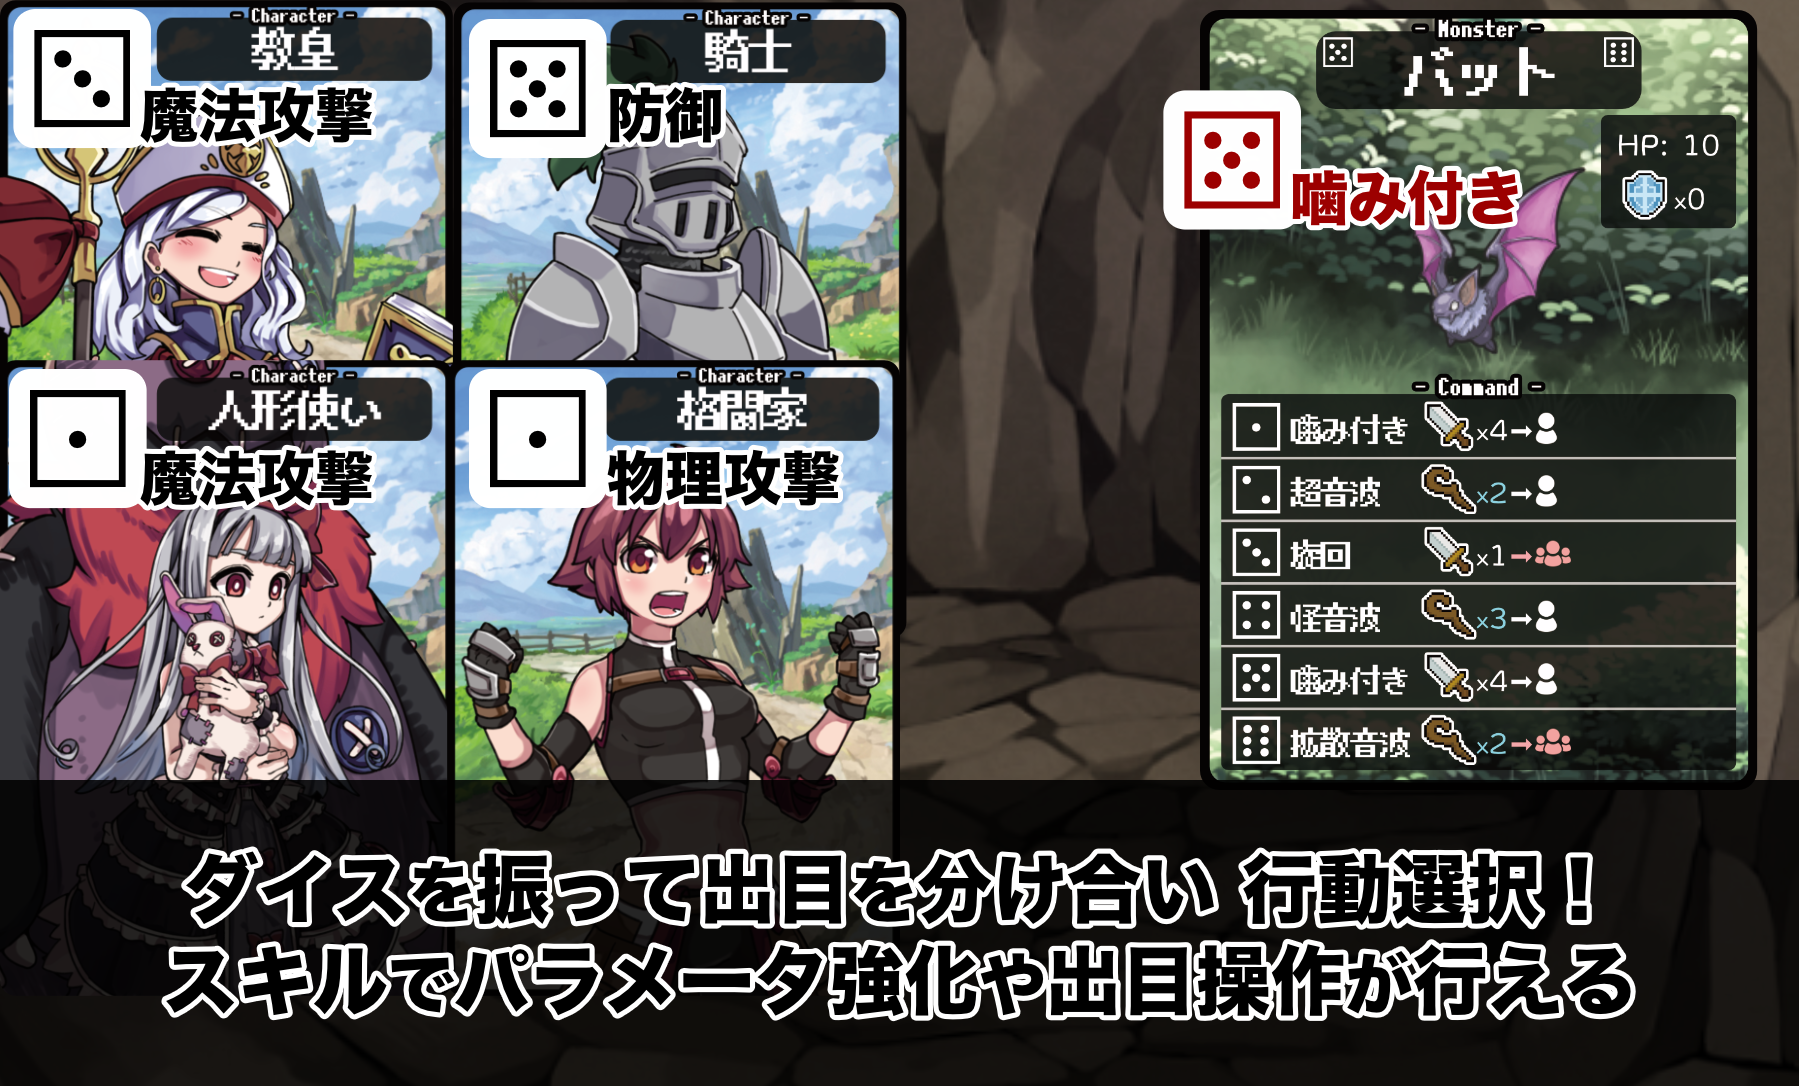 - Character -
教皇
魔法攻撃
- Character -
騎士
防御
- Character -
人形使い
魔法攻撃
- Character -
格闘家
物理攻撃
- Monster -
バット
噛み付き
HP: 10
x0
- Command -
噛み付き x4→
超音波 x2→
旋回 x1→
怪音波 x3→
噛み付き x4→
拡散音波 x2→
ダイスを振って出目を分け合い 行動選択!
スキルでパラメータ強化や出目操作が行える